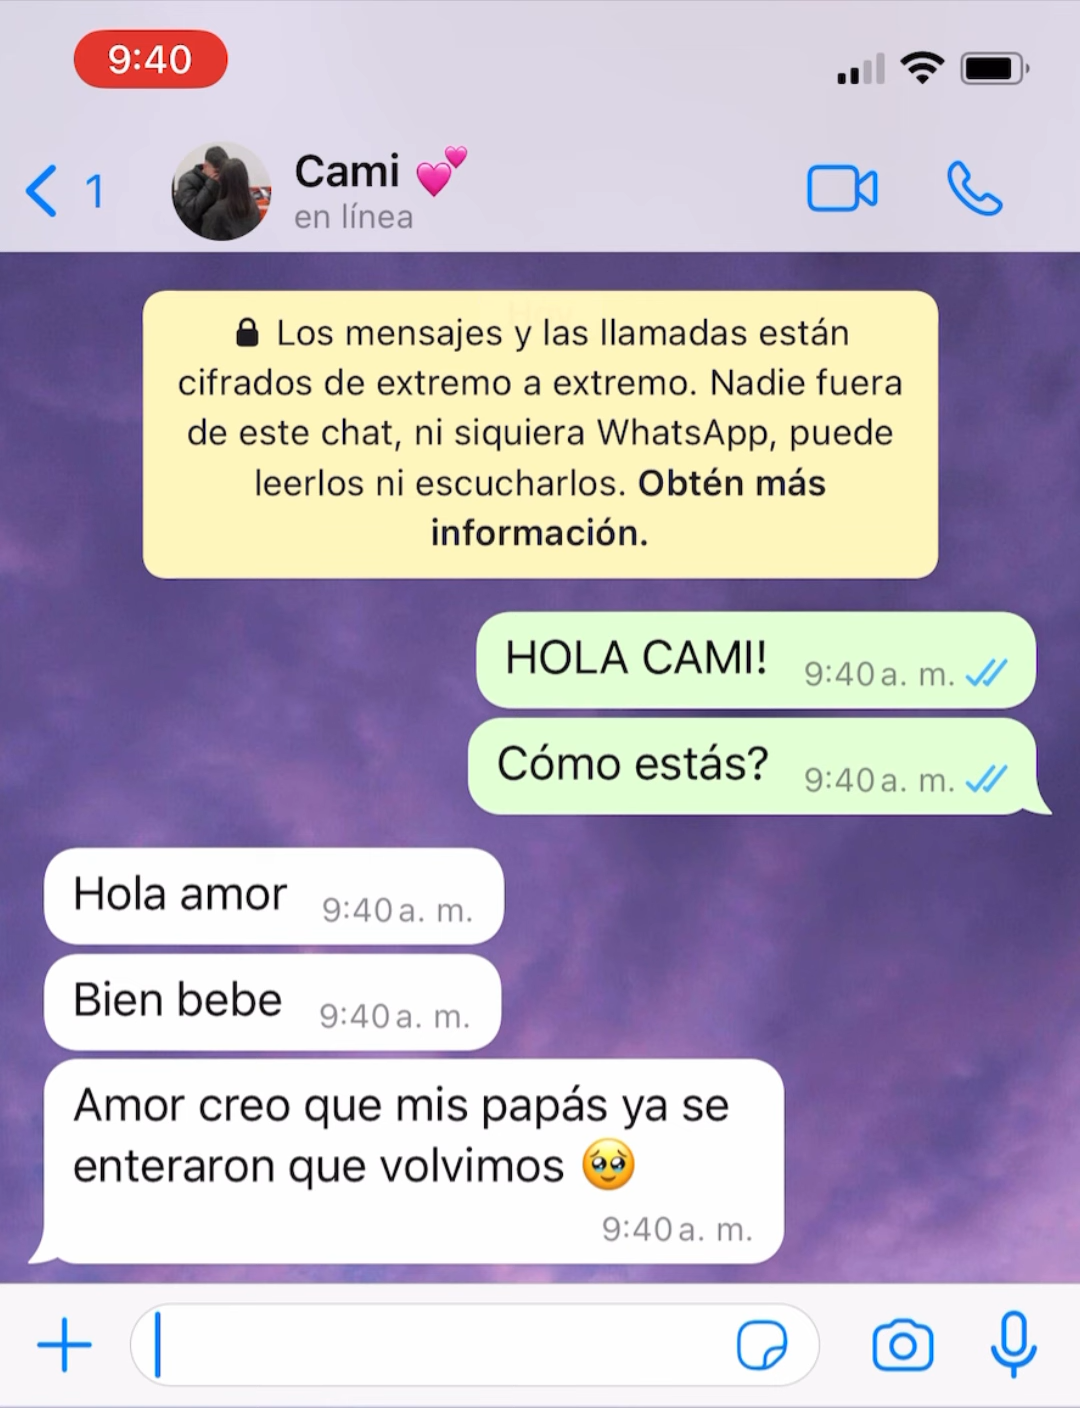 9:40
1
Cami 💕
en línea
🔒 Los mensajes y las llamadas están
cifrados de extremo a extremo. Nadie fuera
de este chat, ni siquiera WhatsApp, puede
leerlos ni escucharlos. Obtén más
información.
HOLA CAMI! 9:40 a. m.
Cómo estás? 9:40 a. m.
Hola amor 9:40 a. m.
Bien bebe 9:40 a. m.
Amor creo que mis papás ya se
enteraron que volvimos 🥹
9:40 a. m.